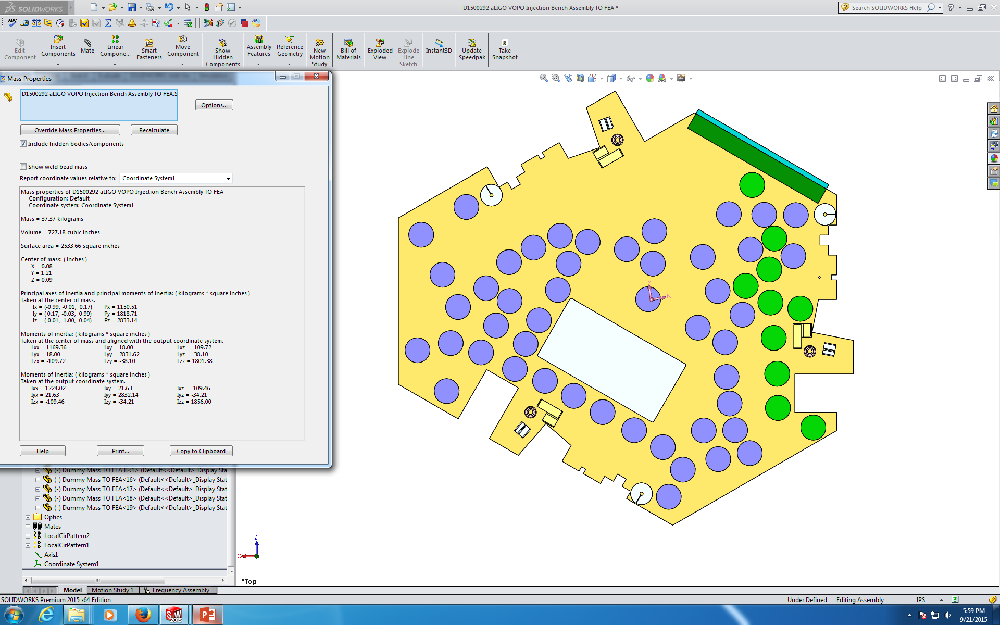 SOLIDWORKS
D1500292 aLIGO VOPO Injection Bench Assembly TO FEA *
Search SOLIDWORKS Help
ABC
Edit Component
Insert Components
Mate
Linear Compone...
Smart Fasteners
Move Component
Show Hidden Components
Assembly Features
Reference Geometry
New Motion Study
Bill of Materials
Exploded View
Explode Line Sketch
Instant3D
Update Speedpak
Take Snapshot
Mass Properties
D1500292 aLIGO VOPO Injection Bench Assembly TO FEA.S
Options...
Override Mass Properties...
Recalculate
Include hidden bodies/components
Show weld bead mass
Report coordinate values relative to: Coordinate System1
Mass properties of D1500292 aLIGO VOPO Injection Bench Assembly TO FEA
Configuration: Default
Coordinate system: Coordinate System1
Mass = 37.37 kilograms
Volume = 727.18 cubic inches
Surface area = 2533.66 square inches
Center of mass: ( inches )
X = 0.08
Y = 1.21
Z = 0.09
Principal axes of inertia and principal moments of inertia: ( kilograms * square inches )
Taken at the center of mass.
Ix = (-0.99, -0.01, 0.17) Px = 1150.51
Iy = ( 0.17, -0.03, 0.99) Py = 1818.71
Iz = (-0.01, 1.00, 0.04) Pz = 2833.14
Moments of inertia: ( kilograms * square inches )
Taken at the center of mass and aligned with the output coordinate system.
Lxx = 1169.36 Lxy = 18.00 Lxz = -109.72
Lyx = 18.00 Lyy = 2831.62 Lyz = -38.10
Lzx = -109.72 Lzy = -38.10 Lzz = 1801.38
Moments of inertia: ( kilograms * square inches )
Taken at the output coordinate system.
Ixx = 1224.02 Ixy = 21.63 Ixz = -109.46
Iyx = 21.63 Iyy = 2832.14 Iyz = -34.21
Izx = -109.46 Izy = -34.21 Izz = 1856.00
Help
Print...
Copy to Clipboard
Iy
Ix
(-) Dummy Mass TO FEA B<1> (Default<<Default>_Display Stat
(-) Dummy Mass TO FEA<16> (Default<<Default>_Display Stat
(-) Dummy Mass TO FEA<17> (Default<<Default>_Display Stat
(-) Dummy Mass TO FEA<18> (Default<<Default>_Display Stat
(-) Dummy Mass TO FEA<19> (Default<<Default>_Display Stat
Optics
Mates
LocalCirPattern2
LocalCirPattern1
Axis1
Coordinate System1
Z
X
*Top
Model
Motion Study 1
Frequency Assembly
SOLIDWORKS Premium 2015 x64 Edition
Under Defined
Editing Assembly
IPS
SW 2015
5:59 PM
9/21/2015